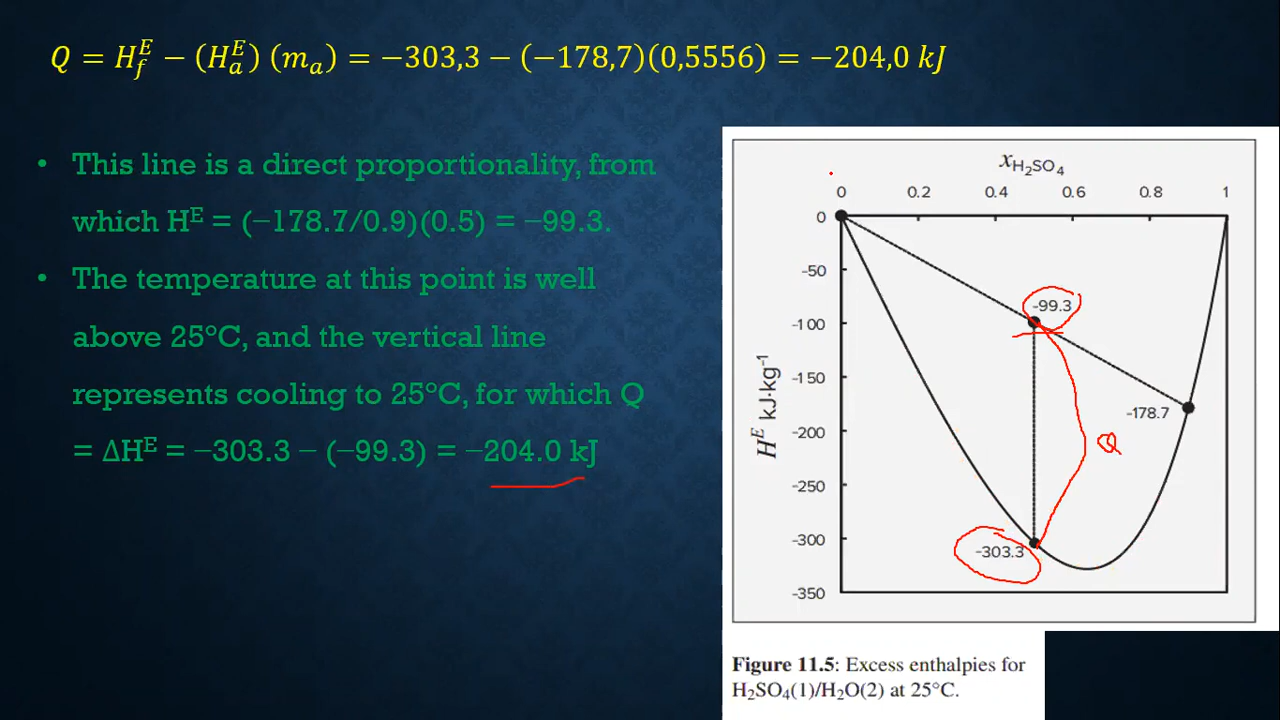 Q = H_f^E − (H_a^E) (m_a) = −303,3 − (−178,7)(0,5556) = −204,0 kJ
• This line is a direct proportionality, from
which Hᴱ = (−178.7/0.9)(0.5) = −99.3.
• The temperature at this point is well
above 25°C, and the vertical line
represents cooling to 25°C, for which Q
= ΔHᴱ = −303.3 − (−99.3) = −204.0 kJ
x_H₂SO₄
0 0.2 0.4 0.6 0.8 1
0
-50
-100
-150
-200
-250
-300
-350
Hᴱ kJ·kg⁻¹
-99.3
-178.7
Q
-303.3
Figure 11.5: Excess enthalpies for
H₂SO₄(1)/H₂O(2) at 25°C.